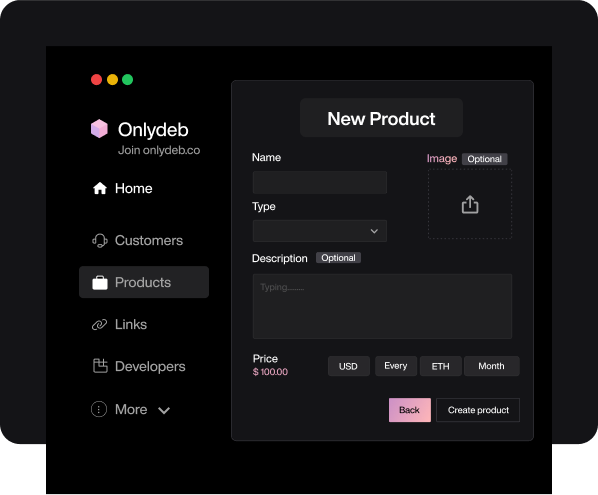 Onlydeb
Join onlydeb.co
Home
Customers
Products
Links
Developers
More
New Product
Name
Image Optional
Type
Description Optional
Typing........
Price
$ 100.00
USD Every ETH Month
Back Create product